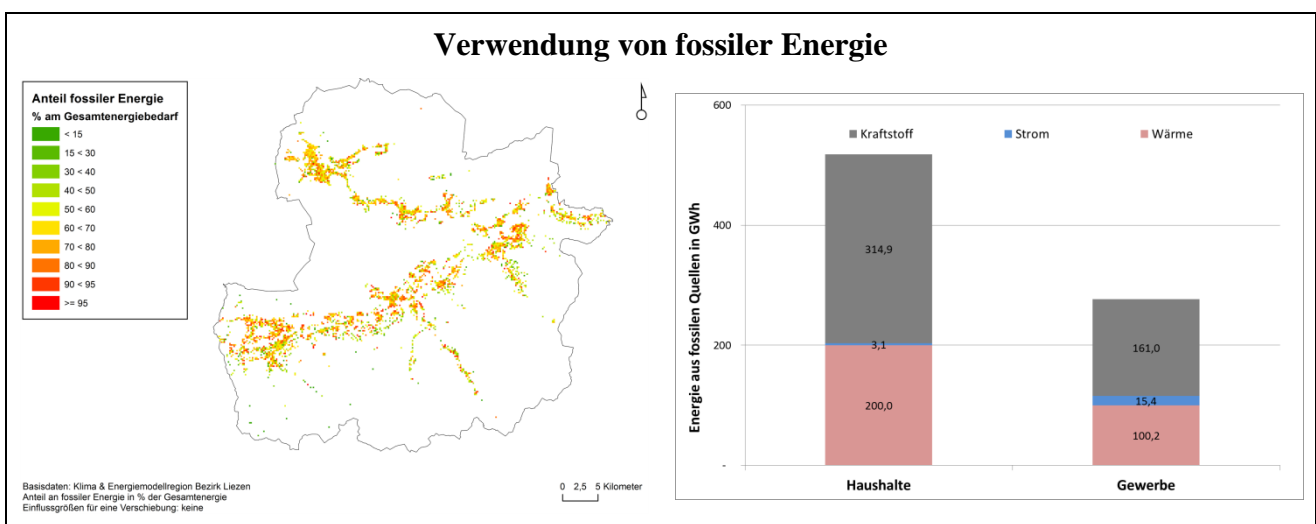 Verwendung von fossiler Energie
Anteil fossiler Energie
% am Gesamtenergiebedarf
< 15
15 < 30
30 < 40
40 < 50
50 < 60
60 < 70
70 < 80
80 < 90
90 < 95
>= 95
Basisdaten: Klima & Energiemodellregion Bezirk Liezen
Anteil an fossiler Energie in % der Gesamtenergie
Einflussgrößen für eine Verschiebung: keine
0 2,5 5 Kilometer
Energie aus fossilen Quellen in GWh
600
400
200
-
Kraftstoff Strom Wärme
314,9
3,1
200,0
161,0
15,4
100,2
Haushalte Gewerbe